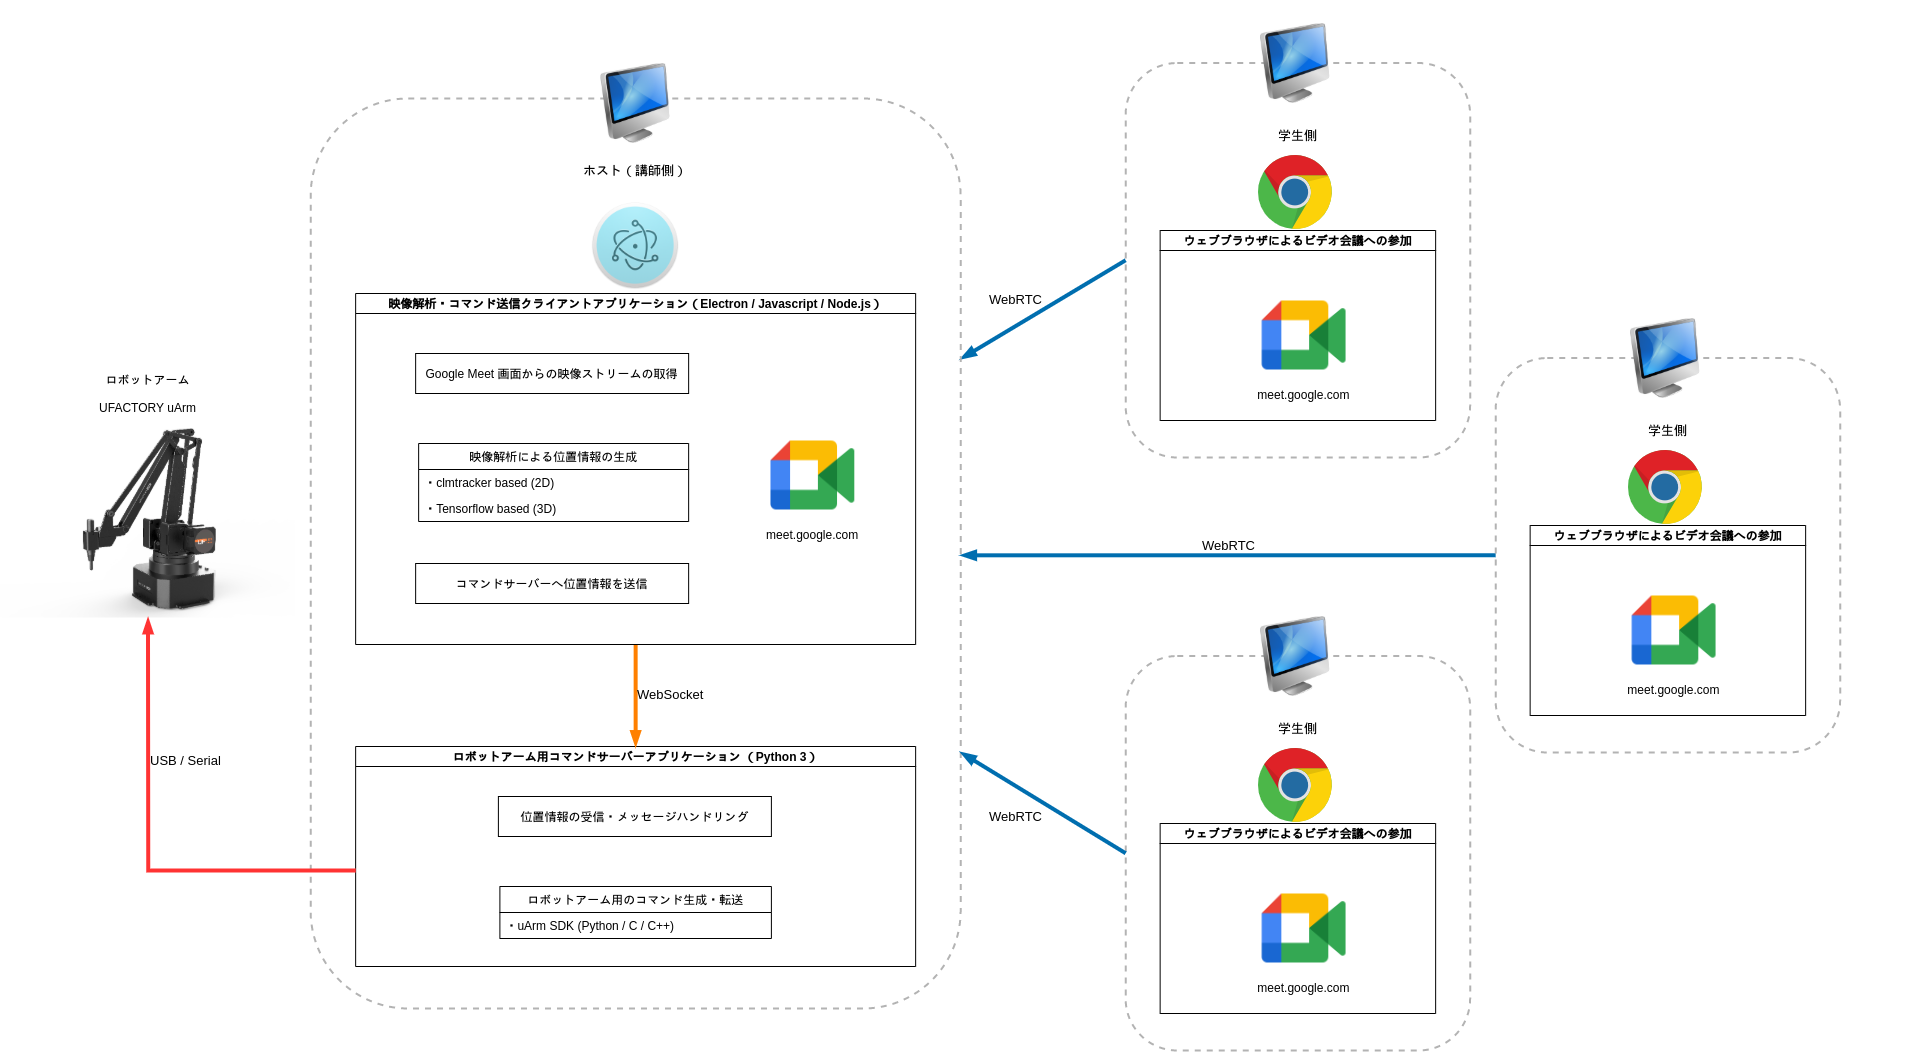 ロボットアーム
UFACTORY uArm
USB / Serial
ホスト（講師側）
映像解析・コマンド送信クライアントアプリケーション（Electron / Javascript / Node.js）
Google Meet 画面からの映像ストリームの取得
映像解析による位置情報の生成
・clmtracker based (2D)
・Tensorflow based (3D)
コマンドサーバーへ位置情報を送信
meet.google.com
WebSocket
ロボットアーム用コマンドサーバーアプリケーション（Python 3）
位置情報の受信・メッセージハンドリング
ロボットアーム用のコマンド生成・転送
・uArm SDK (Python / C / C++)
WebRTC
WebRTC
WebRTC
学生側
ウェブブラウザによるビデオ会議への参加
meet.google.com
学生側
ウェブブラウザによるビデオ会議への参加
meet.google.com
学生側
ウェブブラウザによるビデオ会議への参加
meet.google.com